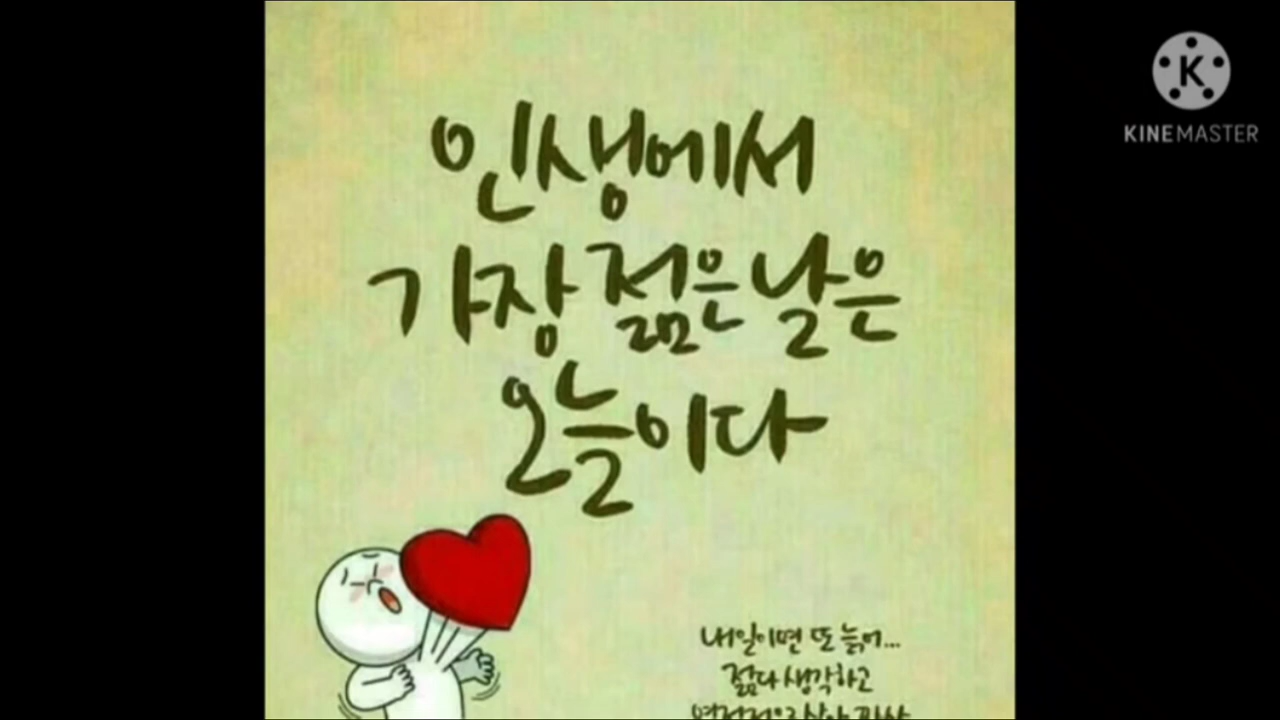 인생에서
가장 젊은 날은
오늘이다
내일이면 또 늙어...
젊다 생각하고
KINEMASTER